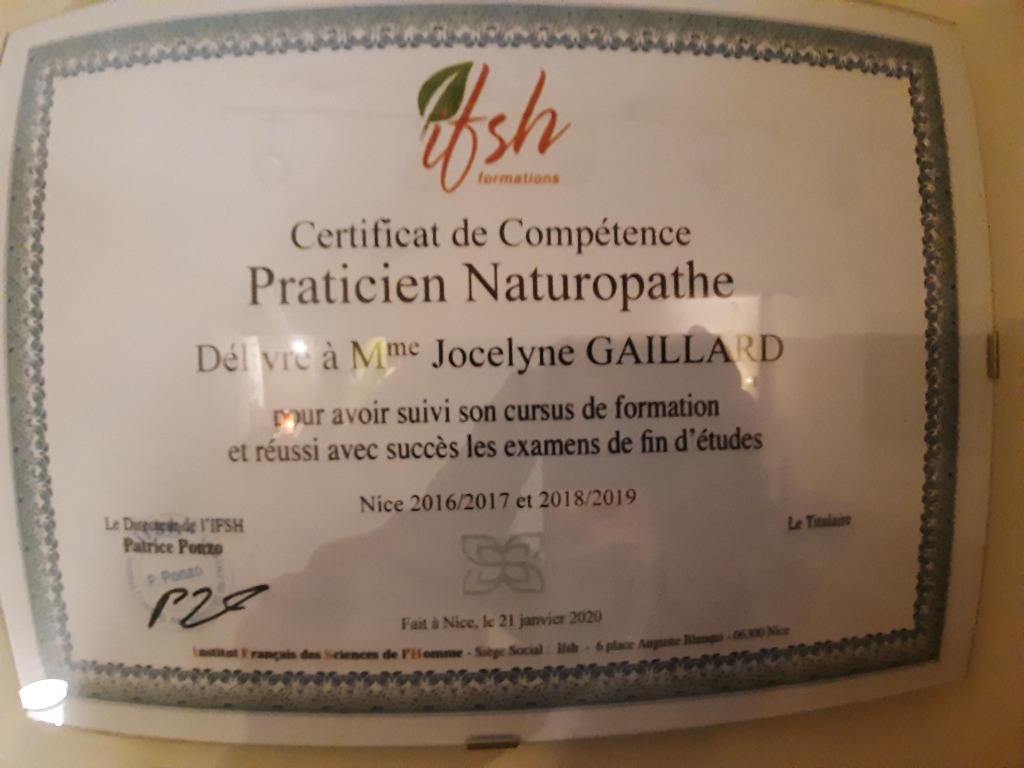 ifsh
formations
Certificat de Compétence
Praticien Naturopathe
Délivré à Mme Jocelyne GAILLARD
pour avoir suivi son cursus de formation
et réussi avec succès les examens de fin d'études
Nice 2016/2017 et 2018/2019
Le Directeur de l'IFSH
Patrice Ponzo
P. Ponzo
Le Titulaire
Fait à Nice, le 21 janvier 2020
Institut Français des Sciences de l'Homme - Siège Social : Ifsh - 6 place Auguste Blanqui - 06300 Nice